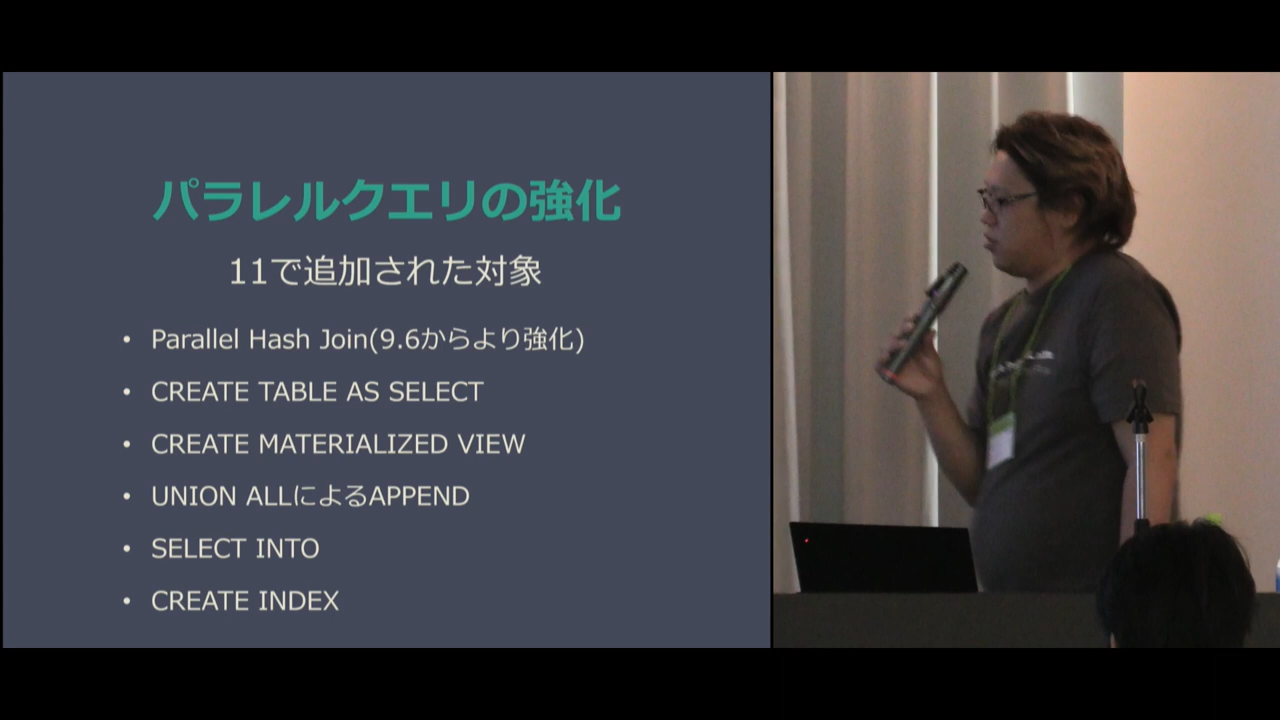 パラレルクエリの強化
11で追加された対象
• Parallel Hash Join(9.6からより強化)
• CREATE TABLE AS SELECT
• CREATE MATERIALIZED VIEW
• UNION ALLによるAPPEND
• SELECT INTO
• CREATE INDEX